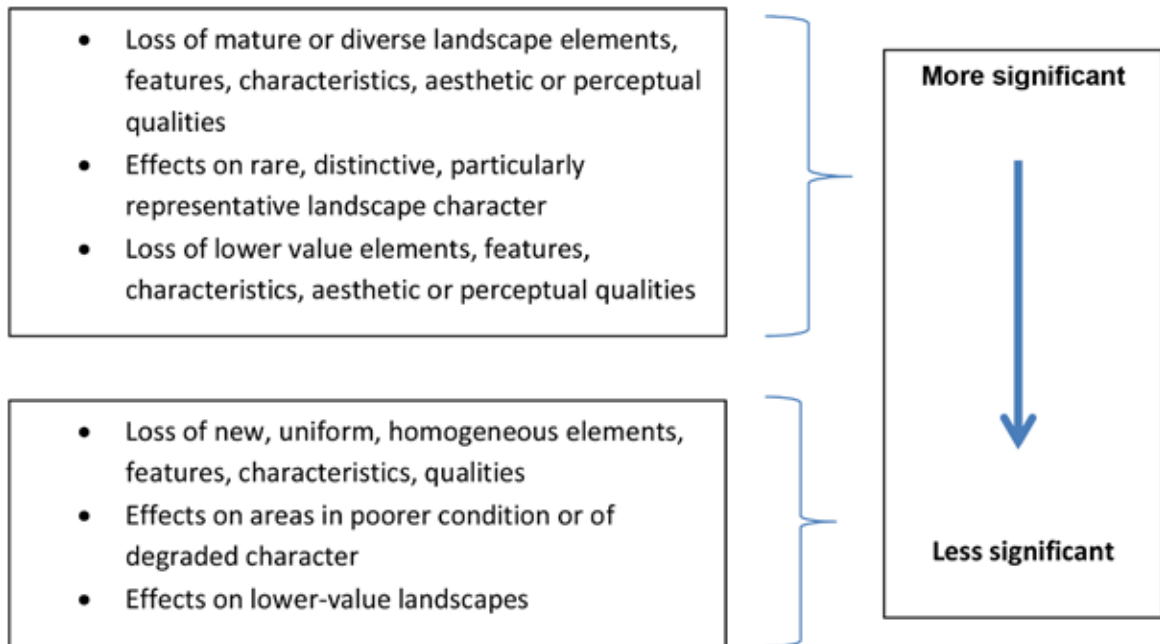 • Loss of mature or diverse landscape elements,
features, characteristics, aesthetic or perceptual
qualities
• Effects on rare, distinctive, particularly
representative landscape character
• Loss of lower value elements, features,
characteristics, aesthetic or perceptual qualities
More significant
• Loss of new, uniform, homogeneous elements,
features, characteristics, qualities
• Effects on areas in poorer condition or of
degraded character
• Effects on lower-value landscapes
Less significant